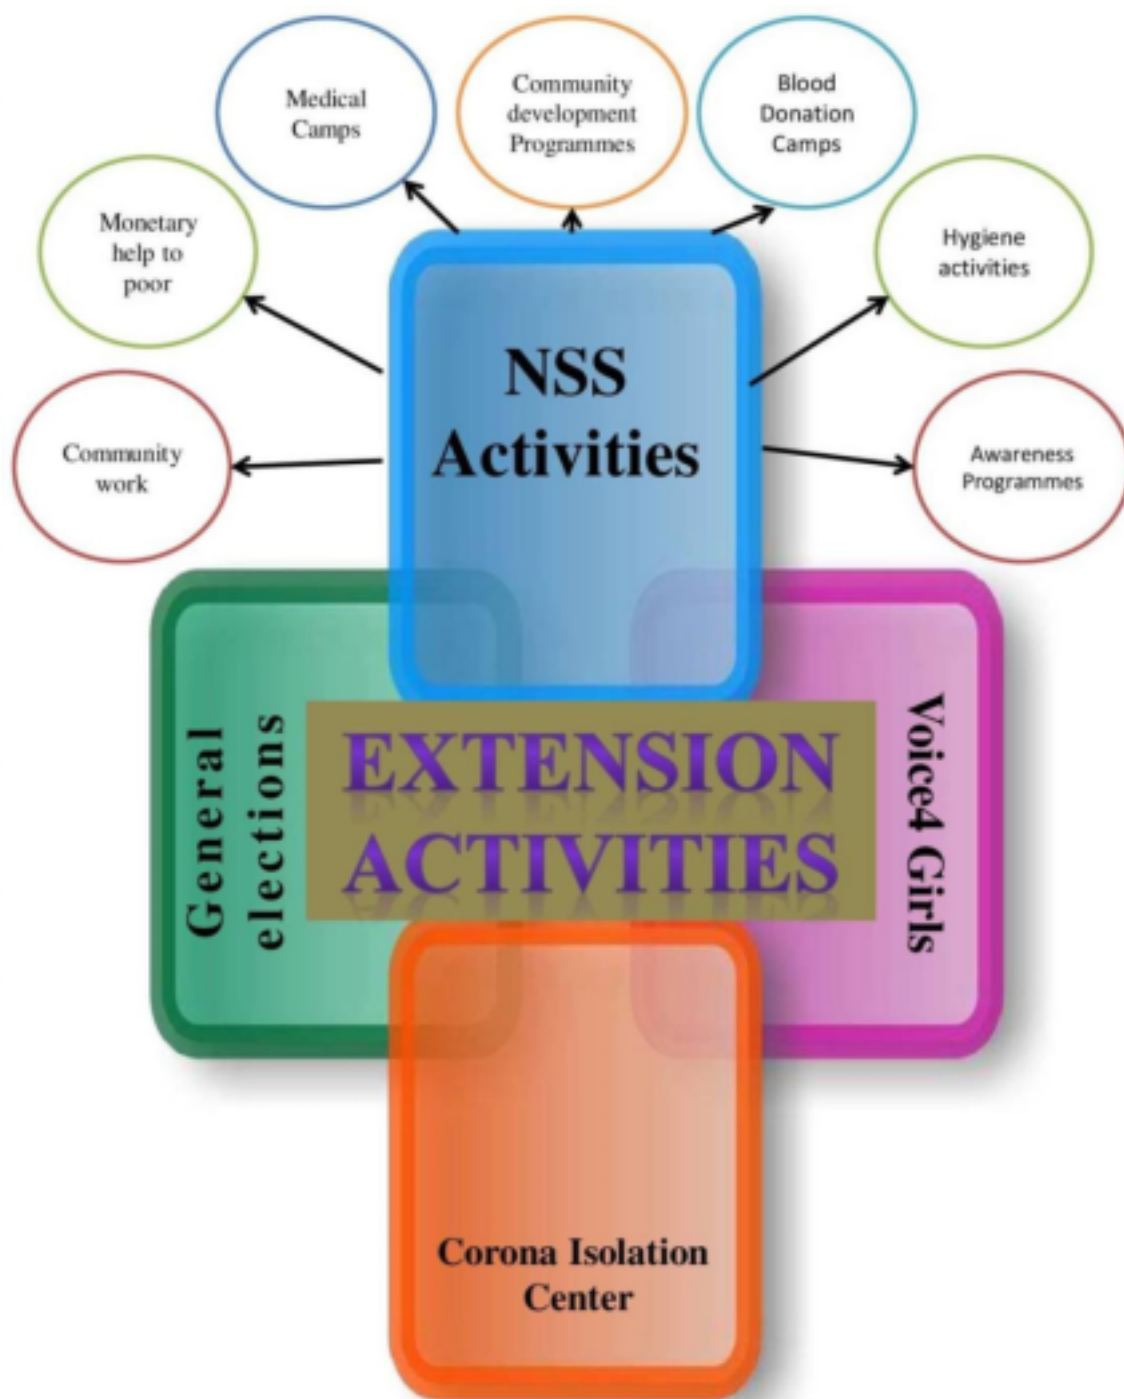 Medical
Camps
Community
development
Programmes
Blood
Donation
Camps
Monetary
help to
poor
Hygiene
activities
Community
work
Awareness
Programmes
NSS
Activities
General
elections
EXTENSION
ACTIVITIES
Voice4 Girls
Corona Isolation
Center